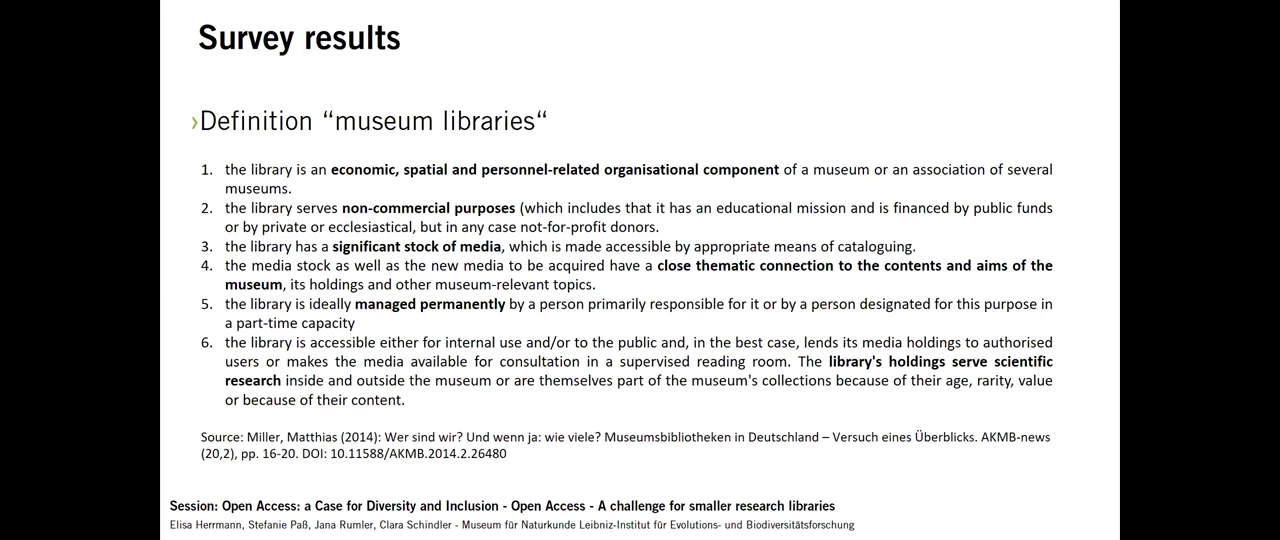 Survey results
›Definition “museum libraries“
1. the library is an economic, spatial and personnel-related organisational component of a museum or an association of several
museums.
2. the library serves non-commercial purposes (which includes that it has an educational mission and is financed by public funds
or by private or ecclesiastical, but in any case not-for-profit donors.
3. the library has a significant stock of media, which is made accessible by appropriate means of cataloguing.
4. the media stock as well as the new media to be acquired have a close thematic connection to the contents and aims of the
museum, its holdings and other museum-relevant topics.
5. the library is ideally managed permanently by a person primarily responsible for it or by a person designated for this purpose in
a part-time capacity
6. the library is accessible either for internal use and/or to the public and, in the best case, lends its media holdings to authorised
users or makes the media available for consultation in a supervised reading room. The library's holdings serve scientific
research inside and outside the museum or are themselves part of the museum's collections because of their age, rarity, value
or because of their content.
Source: Miller, Matthias (2014): Wer sind wir? Und wenn ja: wie viele? Museumsbibliotheken in Deutschland – Versuch eines Überblicks. AKMB-news
(20,2), pp. 16-20. DOI: 10.11588/AKMB.2014.2.26480
Session: Open Access: a Case for Diversity and Inclusion - Open Access - A challenge for smaller research libraries
Elisa Herrmann, Stefanie Paß, Jana Rumler, Clara Schindler - Museum für Naturkunde Leibniz-Institut für Evolutions- und Biodiversitätsforschung